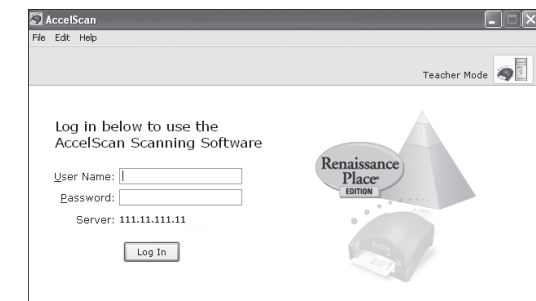 AccelScan
File Edit Help
Teacher Mode
Log in below to use the
AccelScan Scanning Software
User Name:
Password:
Server: 111.11.111.11
Log In
Renaissance
Place
EDITION